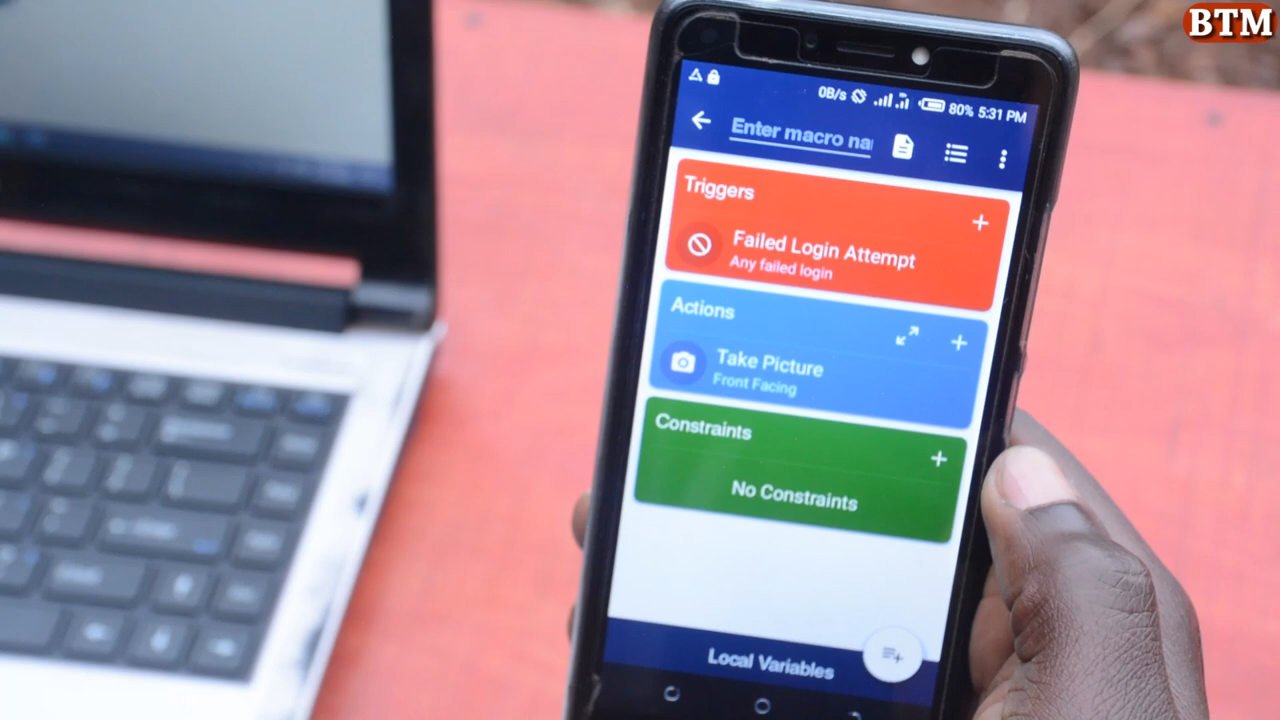 BTM
0B/s 80% 5:31 PM
Enter macro na
Triggers
Failed Login Attempt
Any failed login
Actions
Take Picture
Front Facing
Constraints
No Constraints
Local Variables